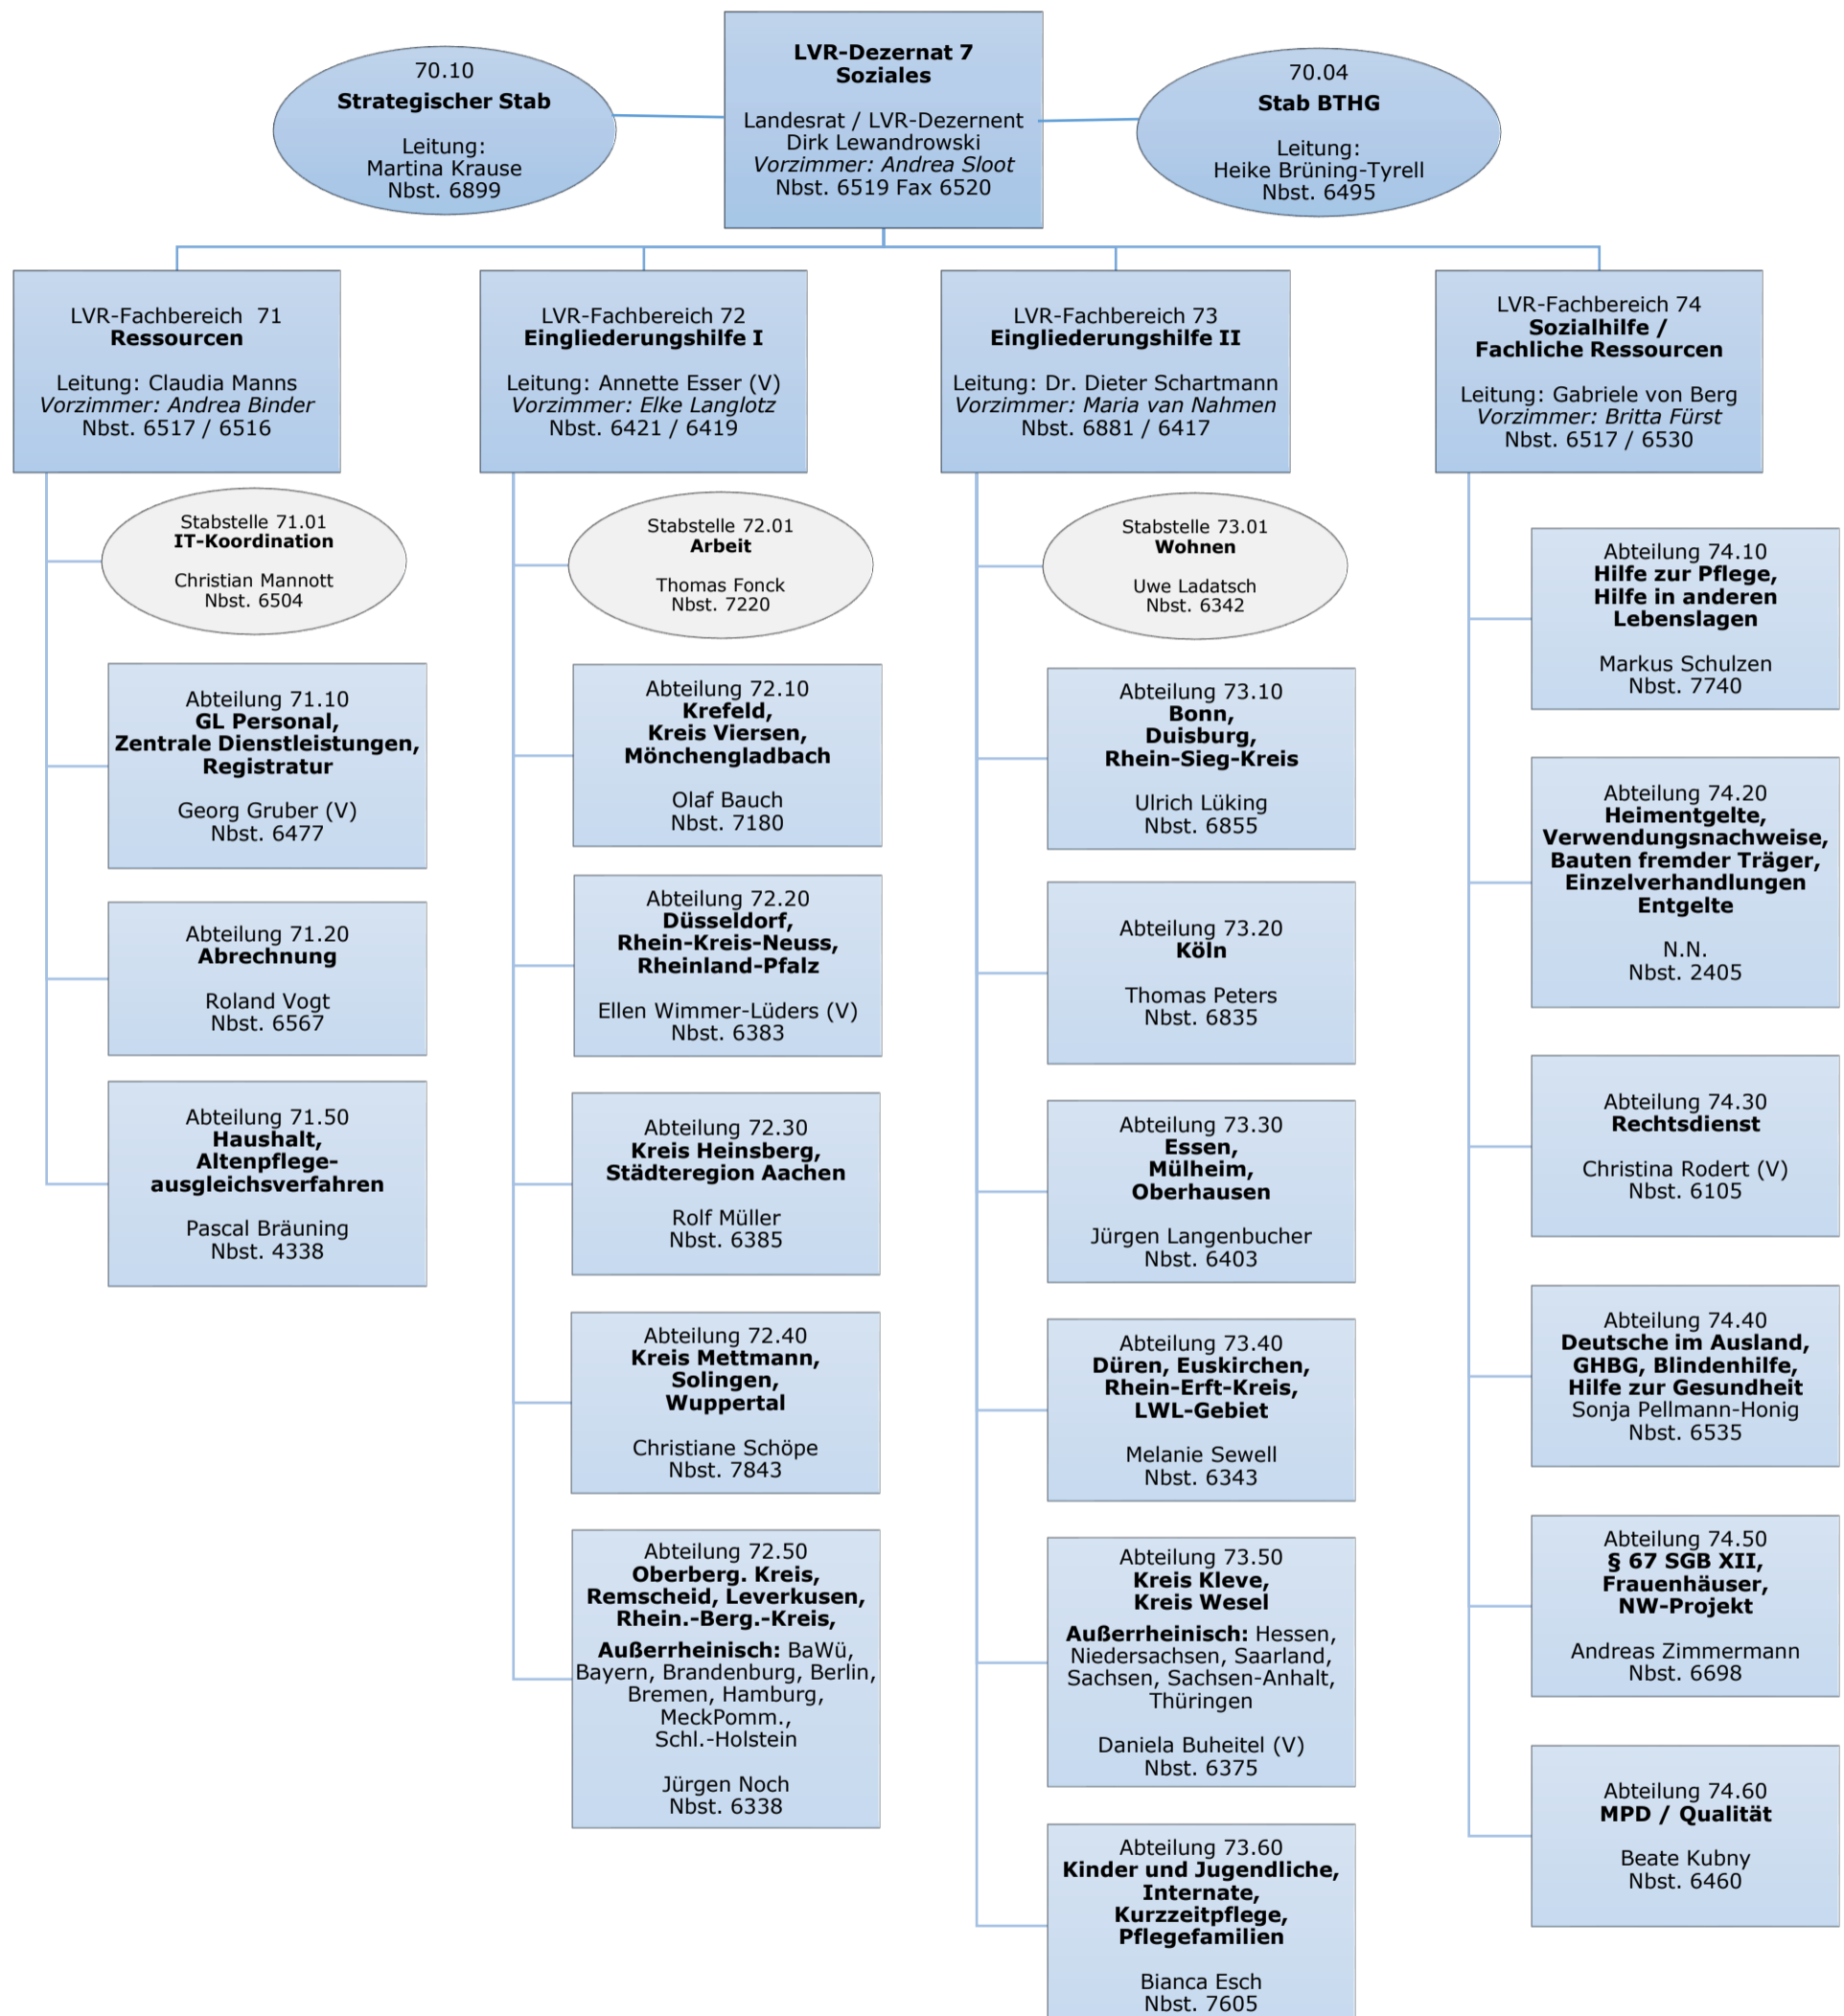 LVR-Dezernat 7
Soziales
Landesrat / LVR-Dezernent
Dirk Lewandrowski
Vorzimmer: Andrea Sloot
Nbst. 6519 Fax 6520
70.10
Strategischer Stab
Leitung:
Martina Krause
Nbst. 6899
70.04
Stab BTHG
Leitung:
Heike Brüning-Tyrell
Nbst. 6495
LVR-Fachbereich 71
Ressourcen
Leitung: Claudia Manns
Vorzimmer: Andrea Binder
Nbst. 6517 / 6516
Stabstelle 71.01
IT-Koordination
Christian Mannott
Nbst. 6504
Abteilung 71.10
GL Personal,
Zentrale Dienstleistungen,
Registratur
Georg Gruber (V)
Nbst. 6477
Abteilung 71.20
Abrechnung
Roland Vogt
Nbst. 6567
Abteilung 71.50
Haushalt,
Altenpflege-
ausgleichsverfahren
Pascal Bräuning
Nbst. 4338
LVR-Fachbereich 72
Eingliederungshilfe I
Leitung: Annette Esser (V)
Vorzimmer: Elke Langlotz
Nbst. 6421 / 6419
Stabstelle 72.01
Arbeit
Thomas Fonck
Nbst. 7220
Abteilung 72.10
Krefeld,
Kreis Viersen,
Mönchengladbach
Olaf Bauch
Nbst. 7180
Abteilung 72.20
Düsseldorf,
Rhein-Kreis-Neuss,
Rheinland-Pfalz
Ellen Wimmer-Lüders (V)
Nbst. 6383
Abteilung 72.30
Kreis Heinsberg,
Städteregion Aachen
Rolf Müller
Nbst. 6385
Abteilung 72.40
Kreis Mettmann,
Solingen,
Wuppertal
Christiane Schöpe
Nbst. 7843
Abteilung 72.50
Oberberg. Kreis,
Remscheid, Leverkusen,
Rhein.-Berg.-Kreis,
Außerrheinisch: BaWü,
Bayern, Brandenburg, Berlin,
Bremen, Hamburg,
MeckPomm.,
Schl.-Holstein
Jürgen Noch
Nbst. 6338
LVR-Fachbereich 73
Eingliederungshilfe II
Leitung: Dr. Dieter Schartmann
Vorzimmer: Maria van Nahmen
Nbst. 6881 / 6417
Stabstelle 73.01
Wohnen
Uwe Ladatsch
Nbst. 6342
Abteilung 73.10
Bonn,
Duisburg,
Rhein-Sieg-Kreis
Ulrich Lüking
Nbst. 6855
Abteilung 73.20
Köln
Thomas Peters
Nbst. 6835
Abteilung 73.30
Essen,
Mülheim,
Oberhausen
Jürgen Langenbucher
Nbst. 6403
Abteilung 73.40
Düren, Euskirchen,
Rhein-Erft-Kreis,
LWL-Gebiet
Melanie Sewell
Nbst. 6343
Abteilung 73.50
Kreis Kleve,
Kreis Wesel
Außerrheinisch: Hessen,
Niedersachsen, Saarland,
Sachsen, Sachsen-Anhalt,
Thüringen
Daniela Buheitel (V)
Nbst. 6375
Abteilung 73.60
Kinder und Jugendliche,
Internate,
Kurzzeitpflege,
Pflegefamilien
Bianca Esch
Nbst. 7605
LVR-Fachbereich 74
Sozialhilfe /
Fachliche Ressourcen
Leitung: Gabriele von Berg
Vorzimmer: Britta Fürst
Nbst. 6517 / 6530
Abteilung 74.10
Hilfe zur Pflege,
Hilfe in anderen
Lebenslagen
Markus Schulzen
Nbst. 7740
Abteilung 74.20
Heimentgelte,
Verwendungsnachweise,
Bauten fremder Träger,
Einzelverhandlungen
Entgelte
N.N.
Nbst. 2405
Abteilung 74.30
Rechtsdienst
Christina Rodert (V)
Nbst. 6105
Abteilung 74.40
Deutsche im Ausland,
GHBG, Blindenhilfe,
Hilfe zur Gesundheit
Sonja Pellmann-Honig
Nbst. 6535
Abteilung 74.50
§ 67 SGB XII,
Frauenhäuser,
NW-Projekt
Andreas Zimmermann
Nbst. 6698
Abteilung 74.60
MPD / Qualität
Beate Kubny
Nbst. 6460